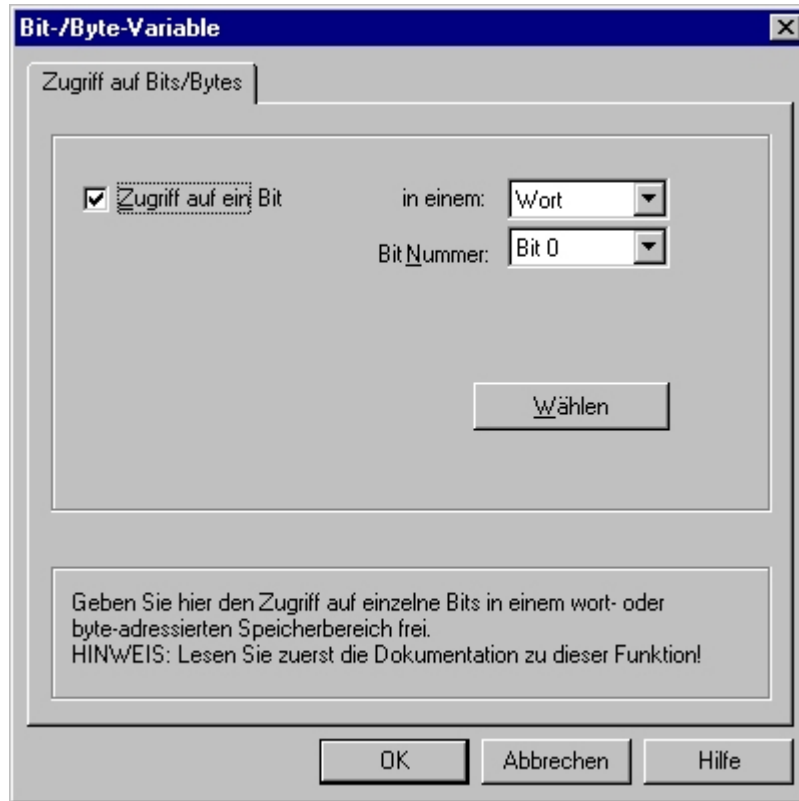 Bit-/Byte-Variable
Zugriff auf Bits/Bytes
Zugriff auf ein Bit in einem: Wort
Bit Nummer: Bit 0
Wählen
Geben Sie hier den Zugriff auf einzelne Bits in einem wort- oder
byte-adressierten Speicherbereich frei.
HINWEIS: Lesen Sie zuerst die Dokumentation zu dieser Funktion!
OK Abbrechen Hilfe